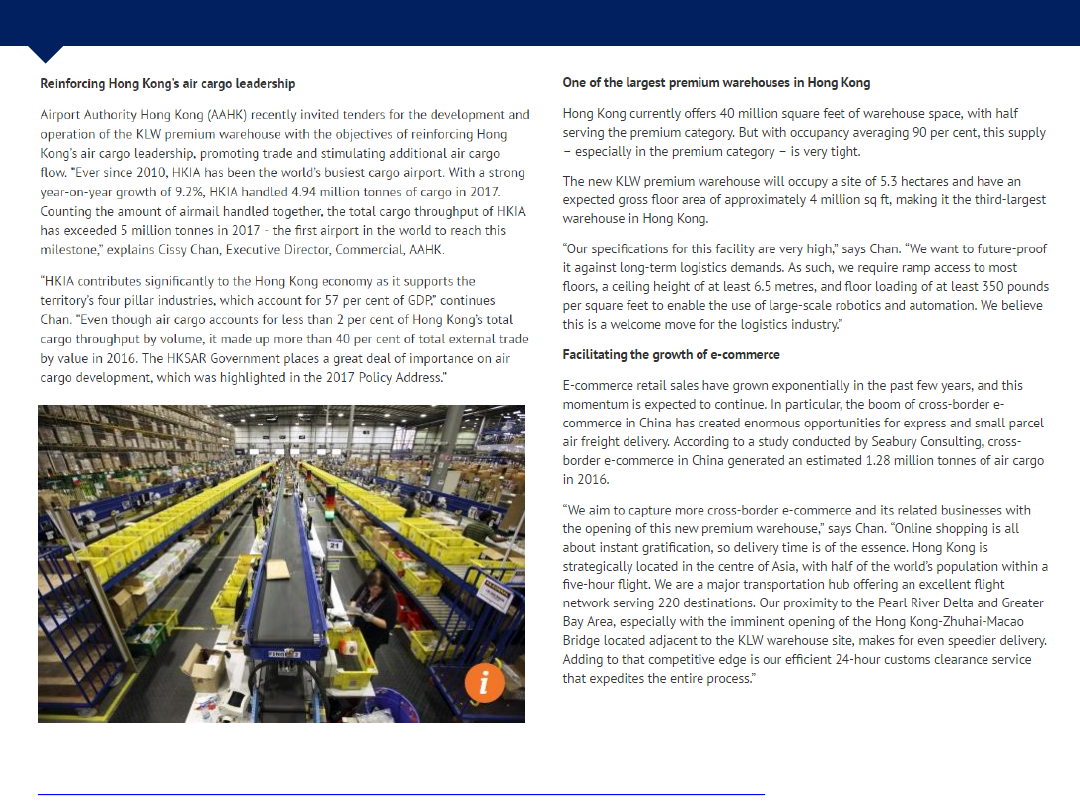 Reinforcing Hong Kong's air cargo leadership
Airport Authority Hong Kong (AAHK) recently invited tenders for the development and
operation of the KLW premium warehouse with the objectives of reinforcing Hong
Kong's air cargo leadership, promoting trade and stimulating additional air cargo
flow. "Ever since 2010, HKIA has been the world's busiest cargo airport. With a strong
year-on-year growth of 9.2%, HKIA handled 4.94 million tonnes of cargo in 2017.
Counting the amount of airmail handled together, the total cargo throughput of HKIA
has exceeded 5 million tonnes in 2017 - the first airport in the world to reach this
milestone," explains Cissy Chan, Executive Director, Commercial, AAHK.
"HKIA contributes significantly to the Hong Kong economy as it supports the
territory's four pillar industries, which account for 57 per cent of GDP," continues
Chan. "Even though air cargo accounts for less than 2 per cent of Hong Kong's total
cargo throughput by volume, it made up more than 40 per cent of total external trade
by value in 2016. The HKSAR Government places a great deal of importance on air
cargo development, which was highlighted in the 2017 Policy Address."
21
i
One of the largest premium warehouses in Hong Kong
Hong Kong currently offers 40 million square feet of warehouse space, with half
serving the premium category. But with occupancy averaging 90 per cent, this supply
– especially in the premium category – is very tight.
The new KLW premium warehouse will occupy a site of 5.3 hectares and have an
expected gross floor area of approximately 4 million sq ft, making it the third-largest
warehouse in Hong Kong.
"Our specifications for this facility are very high," says Chan. "We want to future-proof
it against long-term logistics demands. As such, we require ramp access to most
floors, a ceiling height of at least 6.5 metres, and floor loading of at least 350 pounds
per square feet to enable the use of large-scale robotics and automation. We believe
this is a welcome move for the logistics industry."
Facilitating the growth of e-commerce
E-commerce retail sales have grown exponentially in the past few years, and this
momentum is expected to continue. In particular, the boom of cross-border e-
commerce in China has created enormous opportunities for express and small parcel
air freight delivery. According to a study conducted by Seabury Consulting, cross-
border e-commerce in China generated an estimated 1.28 million tonnes of air cargo
in 2016.
"We aim to capture more cross-border e-commerce and its related businesses with
the opening of this new premium warehouse," says Chan. "Online shopping is all
about instant gratification, so delivery time is of the essence. Hong Kong is
strategically located in the centre of Asia, with half of the world's population within a
five-hour flight. We are a major transportation hub offering an excellent flight
network serving 220 destinations. Our proximity to the Pearl River Delta and Greater
Bay Area, especially with the imminent opening of the Hong Kong-Zhuhai-Macao
Bridge located adjacent to the KLW warehouse site, makes for even speedier delivery.
Adding to that competitive edge is our efficient 24-hour customs clearance service
that expedites the entire process."